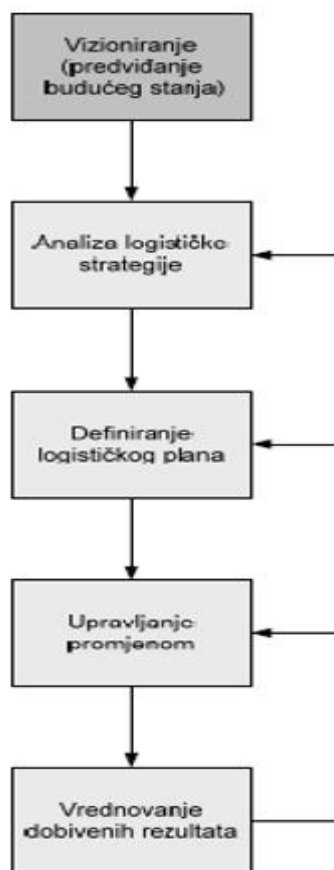 Vizioniranje
(predviđanje
budućeg stanja)
Analiza logističke
strategije
Definiranje
logističkog plana
Upravljanje
promjenom
Vrednovanje
dobivenih rezultata